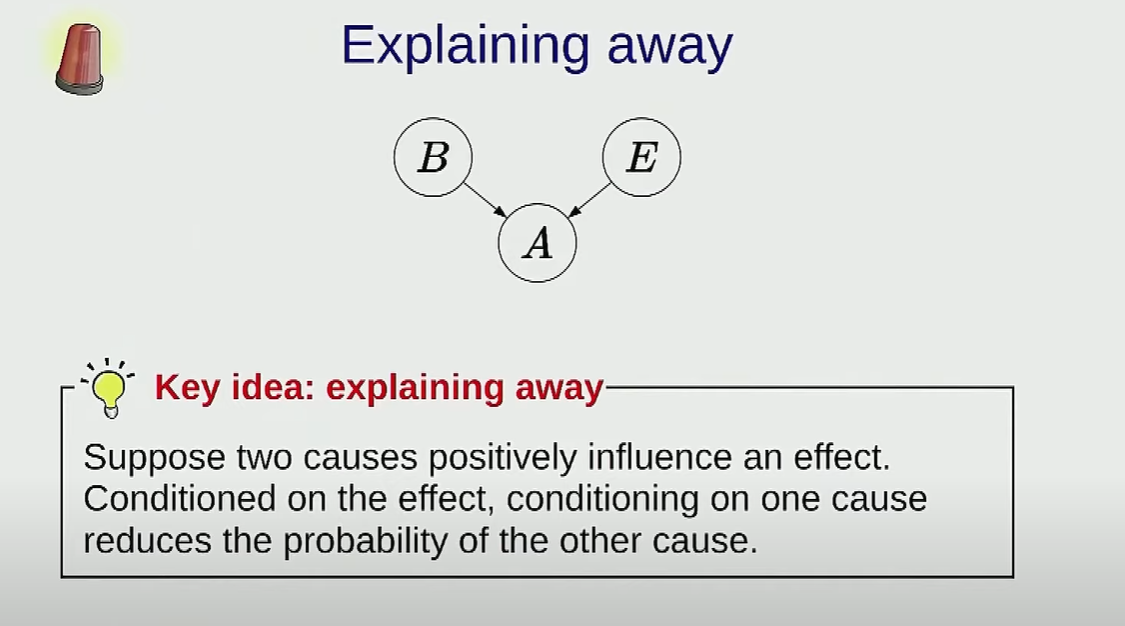 Explaining away
B
E
A
Key idea: explaining away
Suppose two causes positively influence an effect.
Conditioned on the effect, conditioning on one cause
reduces the probability of the other cause.